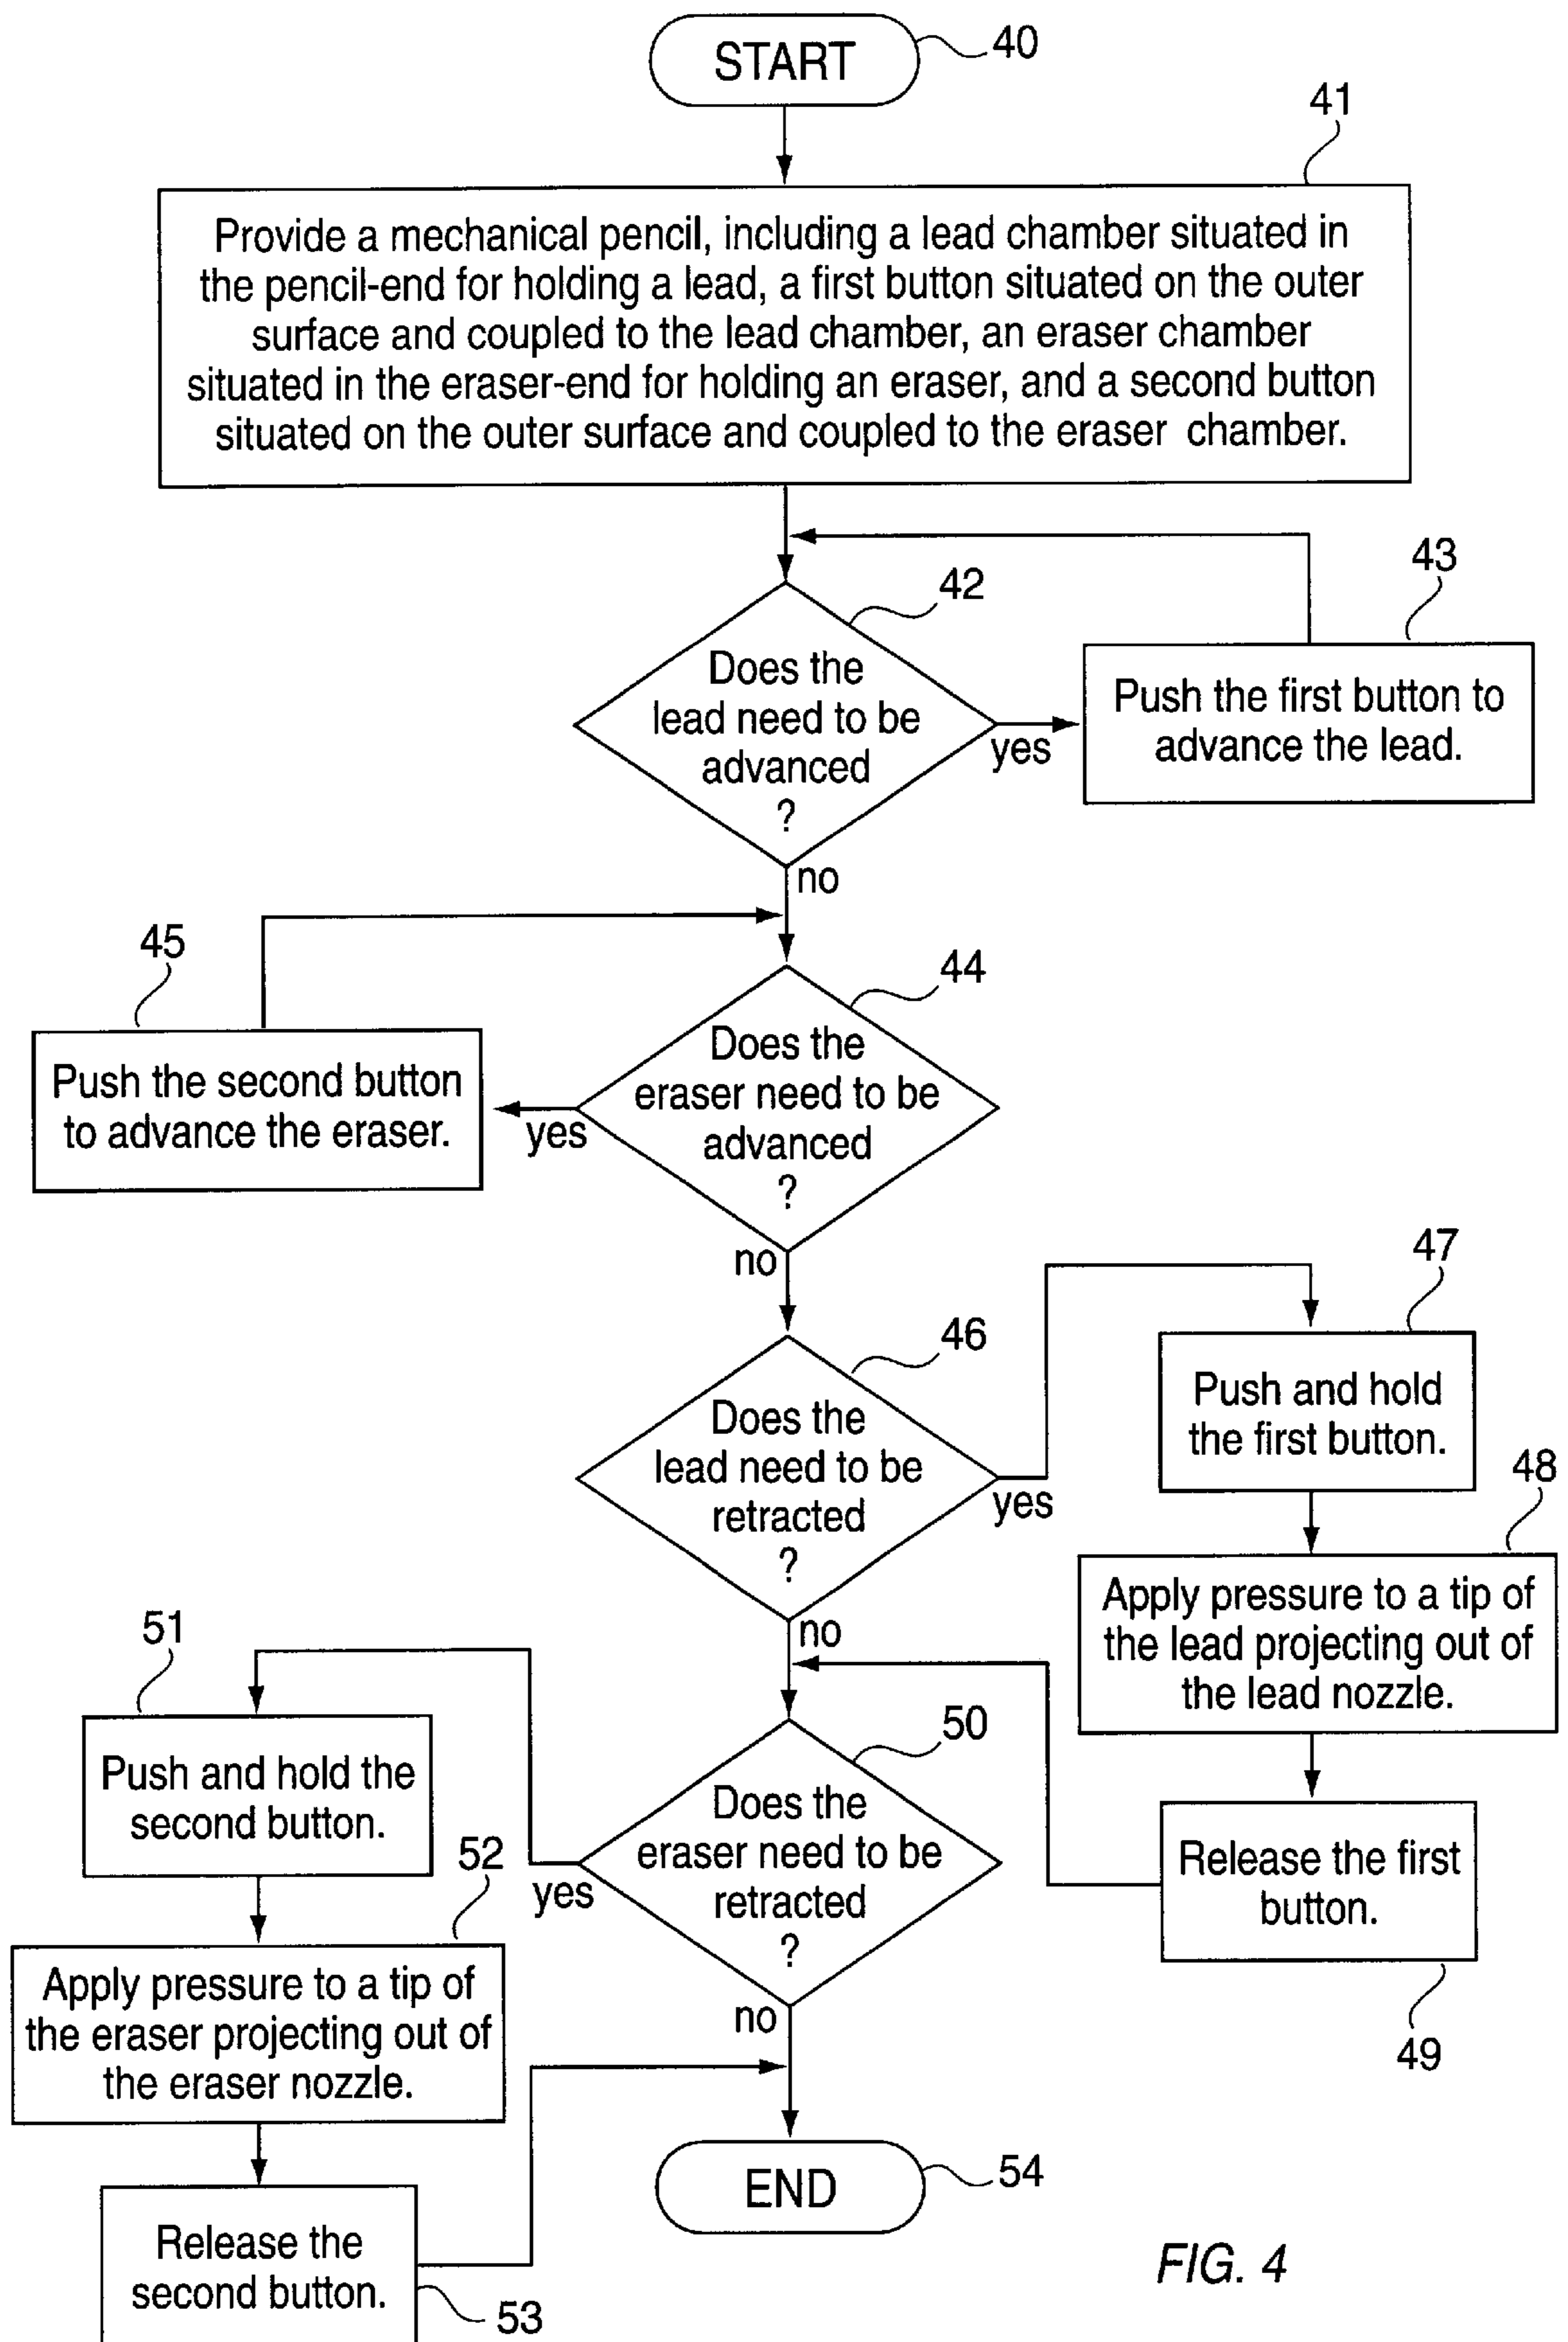 START
40
41
Provide a mechanical pencil, including a lead chamber situated in
the pencil-end for holding a lead, a first button situated on the outer
surface and coupled to the lead chamber, an eraser chamber
situated in the eraser-end for holding an eraser, and a second button
situated on the outer surface and coupled to the eraser chamber.
42
Does the
lead need to be
advanced
?
yes
43
Push the first button to
advance the lead.
no
44
Does the
eraser need to be
advanced
?
yes
45
Push the second button
to advance the eraser.
no
46
Does the
lead need to be
retracted
?
yes
47
Push and hold
the first button.
48
Apply pressure to a tip of
the lead projecting out of
the lead nozzle.
Release the first
button.
49
no
50
Does the
eraser need to be
retracted
?
yes
51
Push and hold the
second button.
52
Apply pressure to a tip of
the eraser projecting out of
the eraser nozzle.
Release the
second button.
53
no
END
54
FIG. 4